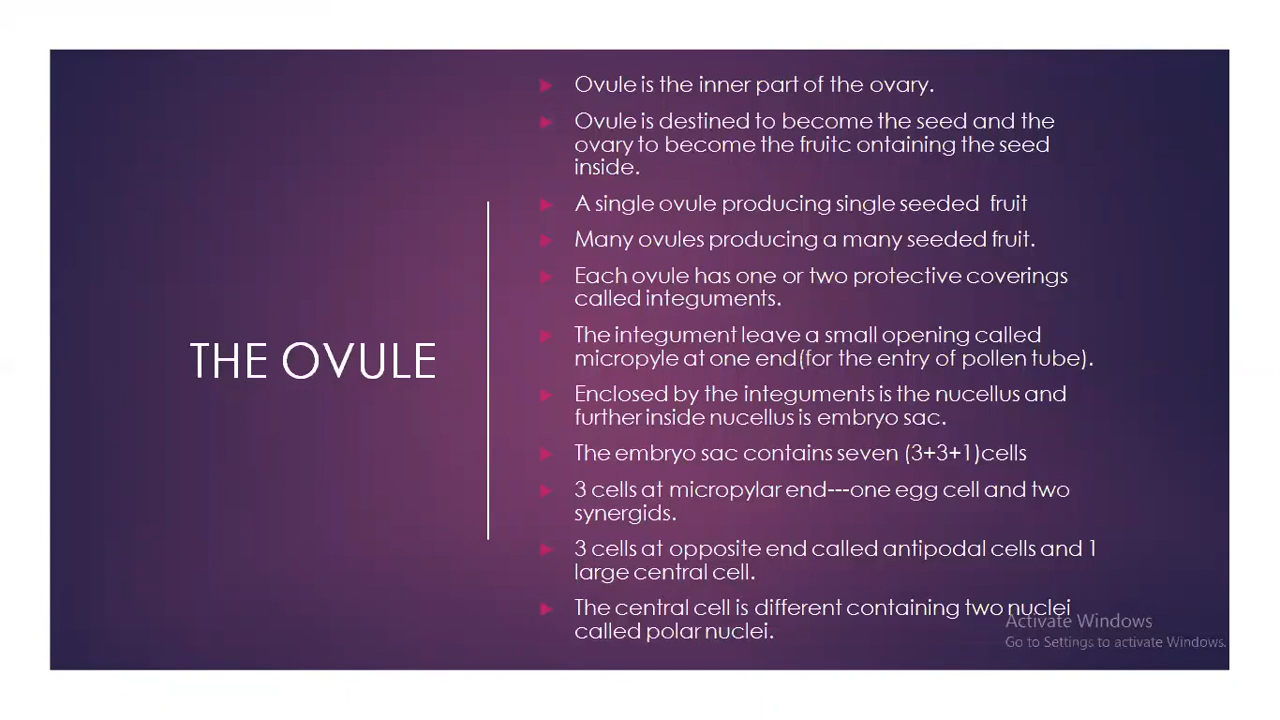 THE OVULE
Ovule is the inner part of the ovary.
Ovule is destined to become the seed and the
ovary to become the fruitc ontaining the seed
inside.
A single ovule producing single seeded fruit
Many ovules producing a many seeded fruit.
Each ovule has one or two protective coverings
called integuments.
The integument leave a small opening called
micropyle at one end(for the entry of pollen tube).
Enclosed by the integuments is the nucellus and
further inside nucellus is embryo sac.
The embryo sac contains seven (3+3+1)cells
3 cells at micropylar end---one egg cell and two
synergids.
3 cells at opposite end called antipodal cells and 1
large central cell.
The central cell is different containing two nuclei
called polar nuclei.
Activate Windows
Go to Settings to activate Windows.